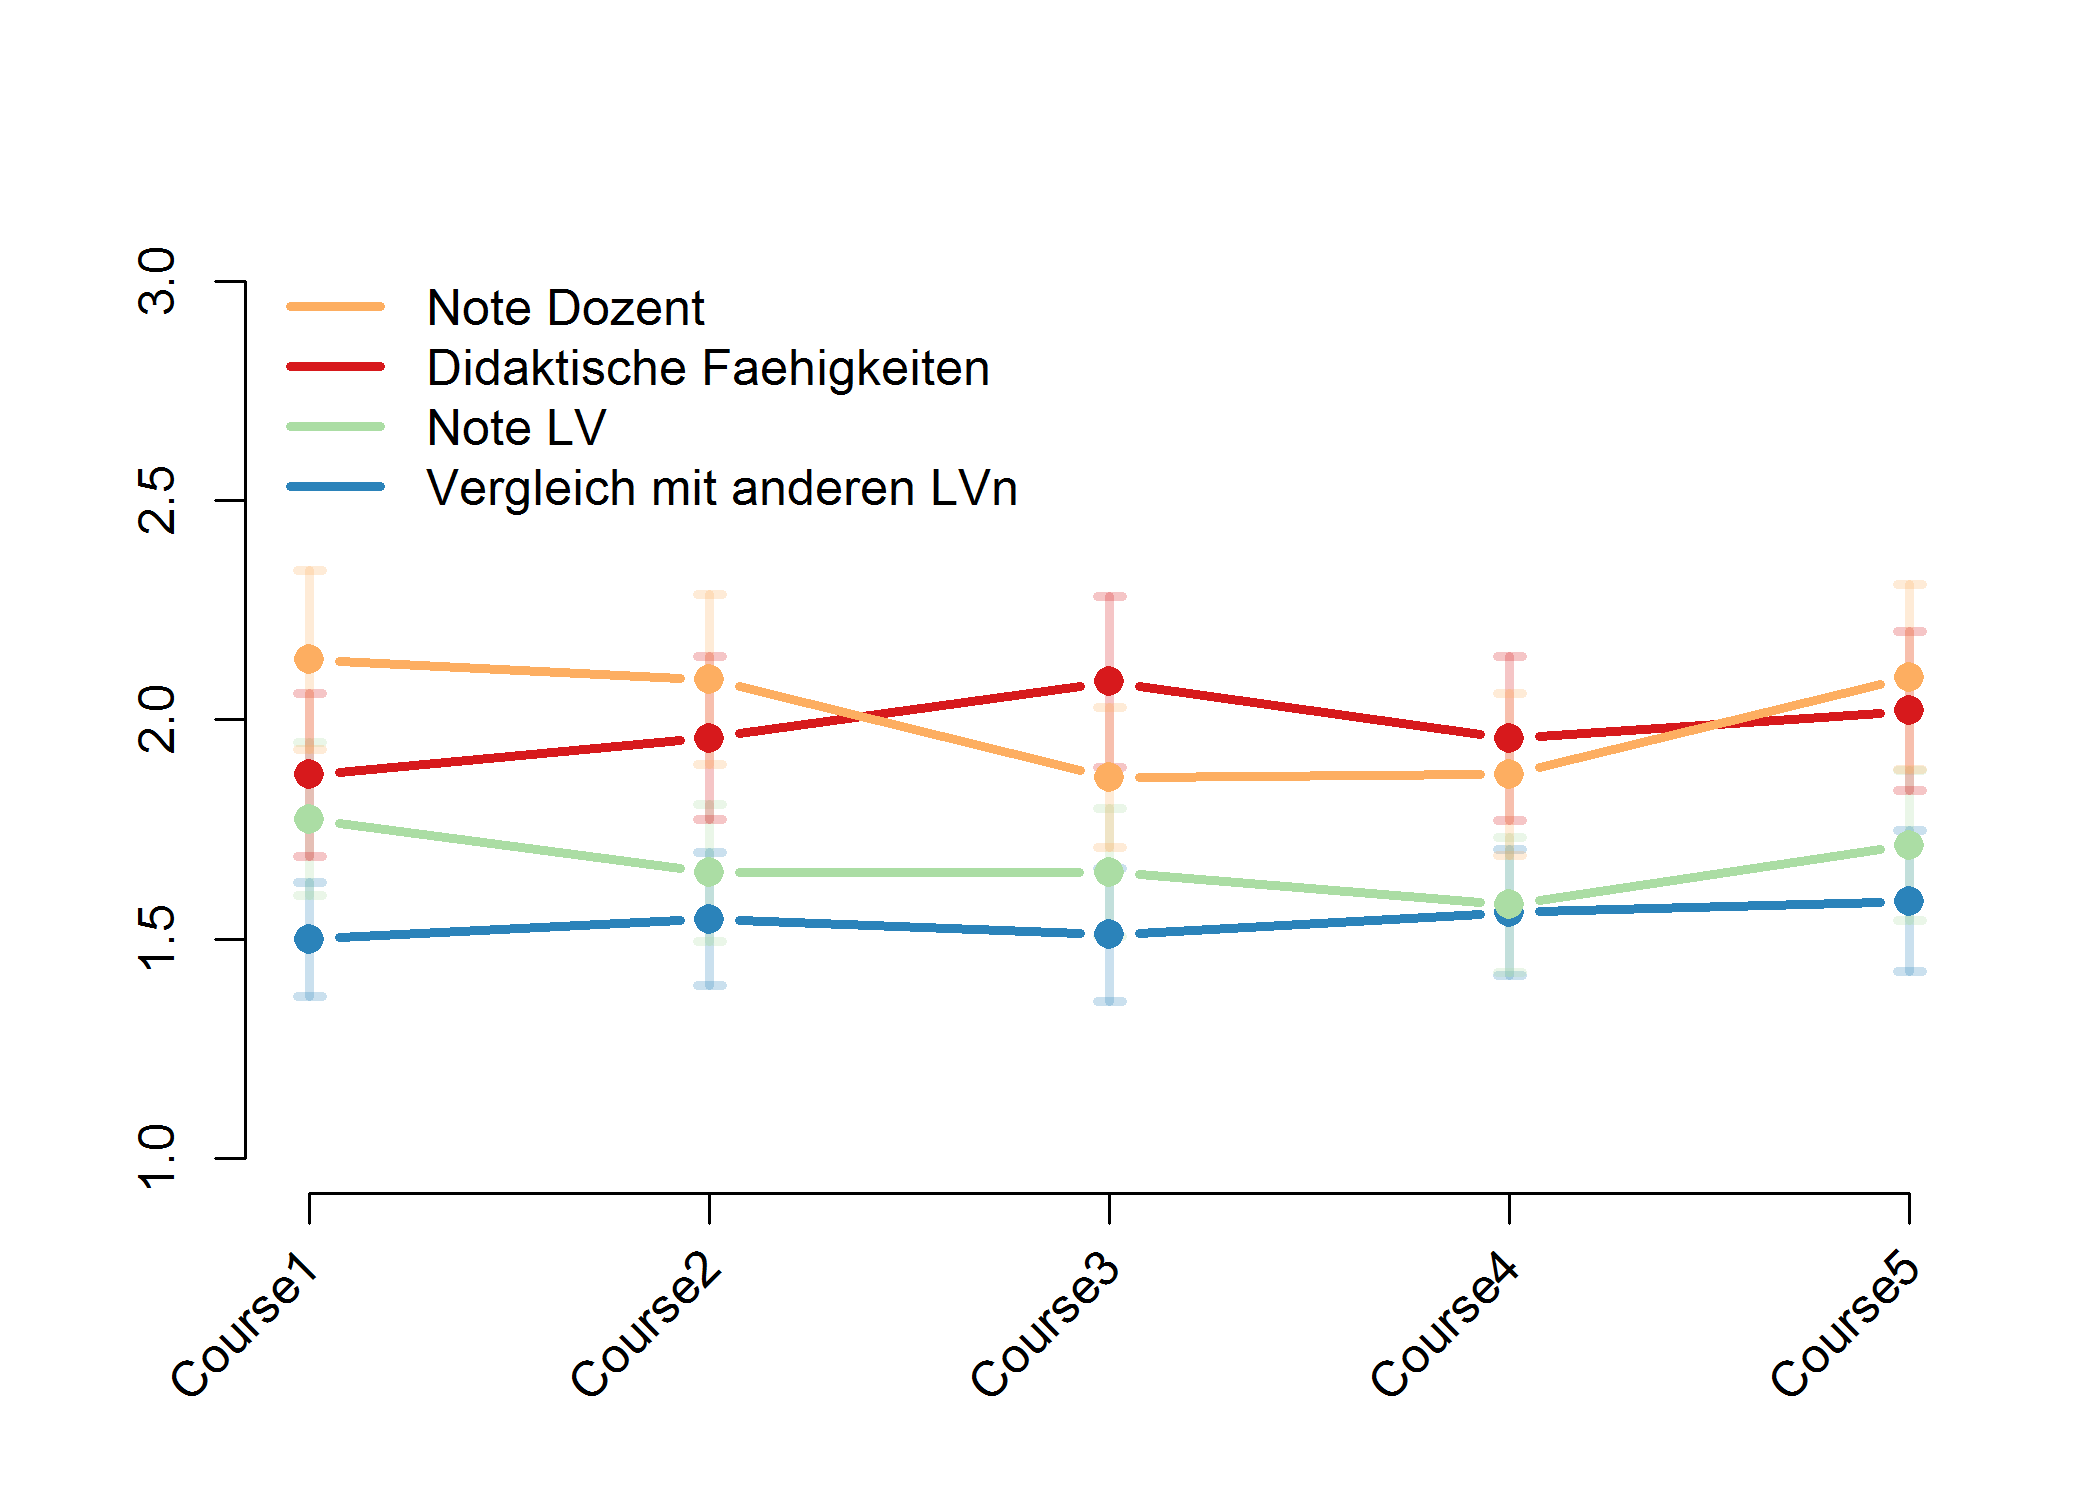 3.0
2.5
2.0
1.5
1.0
Note Dozent
Didaktische Faehigkeiten
Note LV
Vergleich mit anderen LVn
Course1
Course2
Course3
Course4
Course5